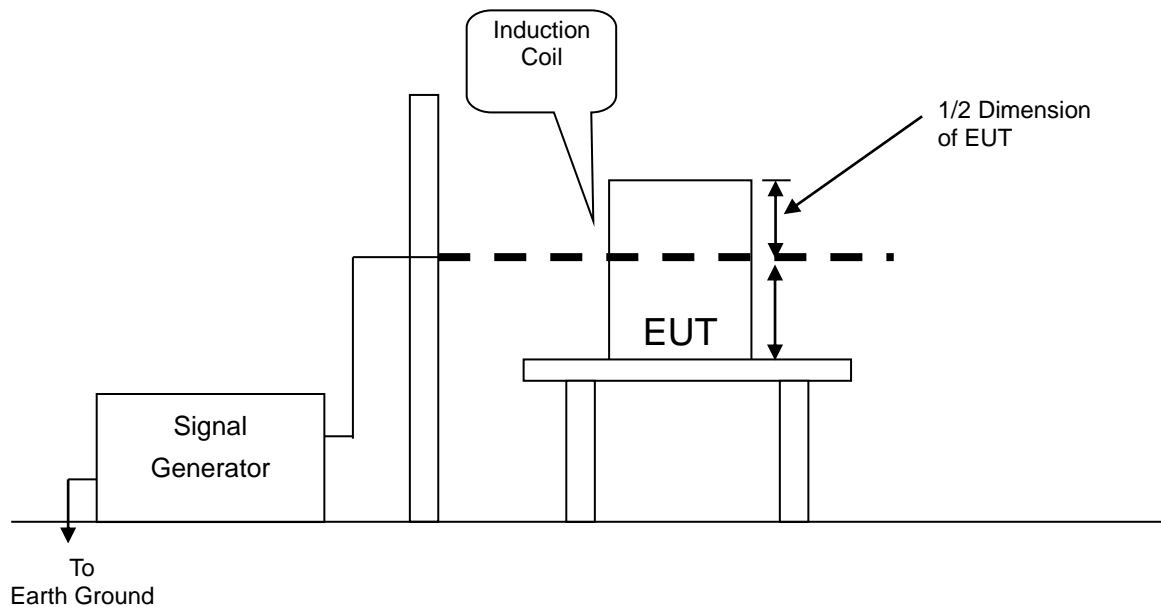 Induction
Coil
1/2 Dimension
of EUT
EUT
Signal
Generator
To
Earth Ground